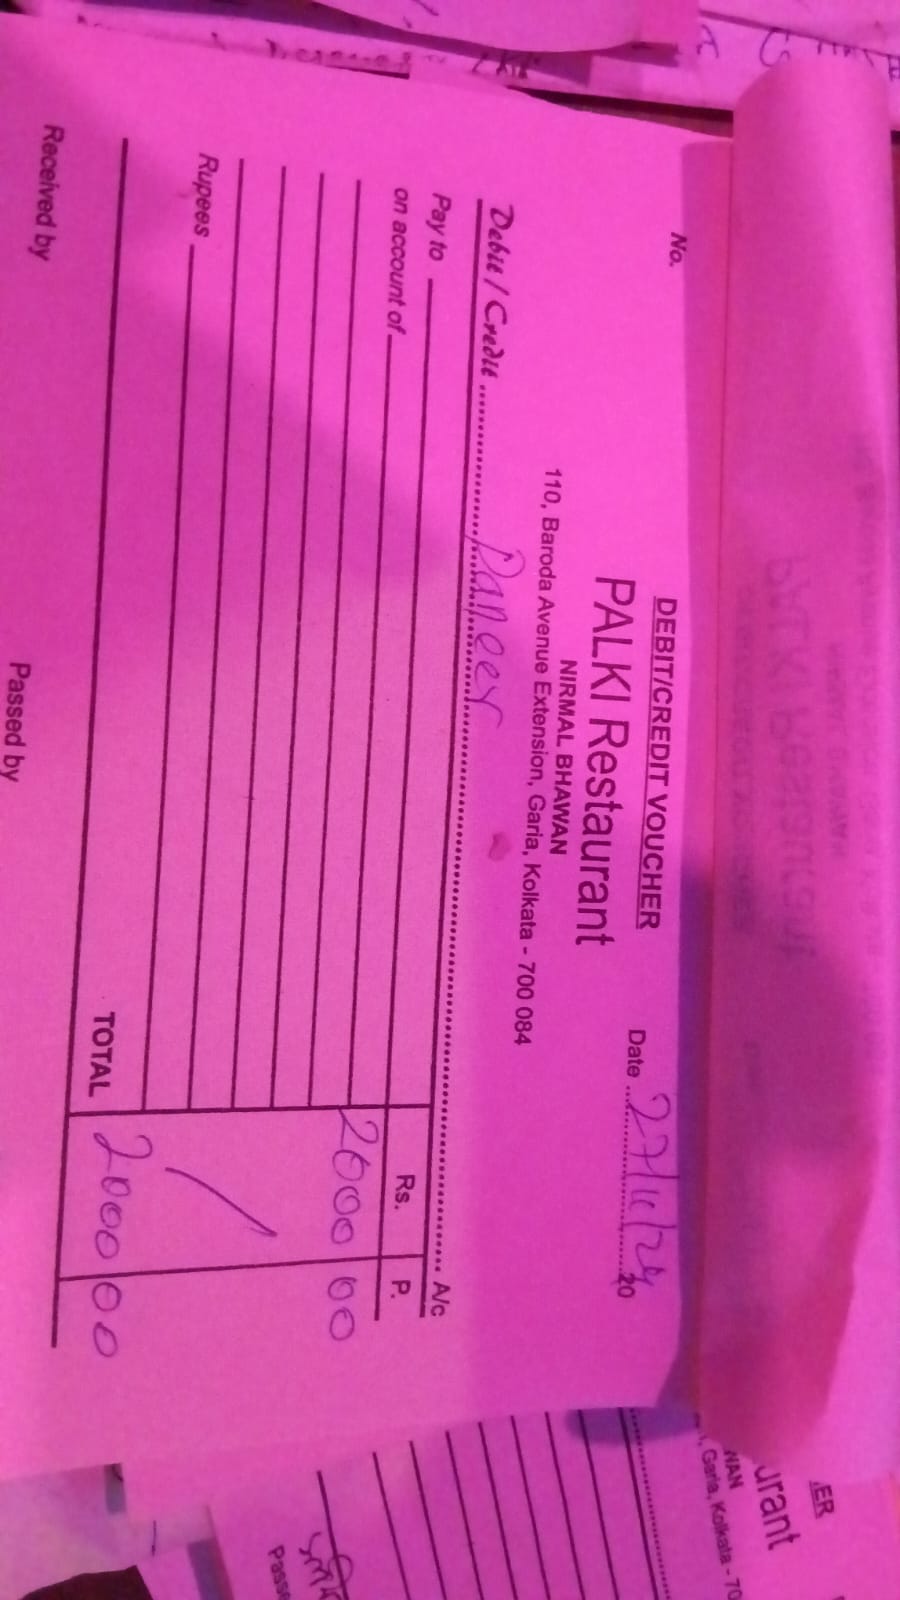 DEBIT/CREDIT VOUCHER
No. Date 27/11/24 20
PALKI Restaurant
NIRMAL BHAWAN
110, Baroda Avenue Extension, Garia, Kolkata - 700 084
Debit / Credit Paneer A/c
Pay to Rs. P.
on account of 2000 00
Rupees
TOTAL 2000 00
Received by Passed by
ER
urant
WAN
, Garia, Kolkata - 70
Passe